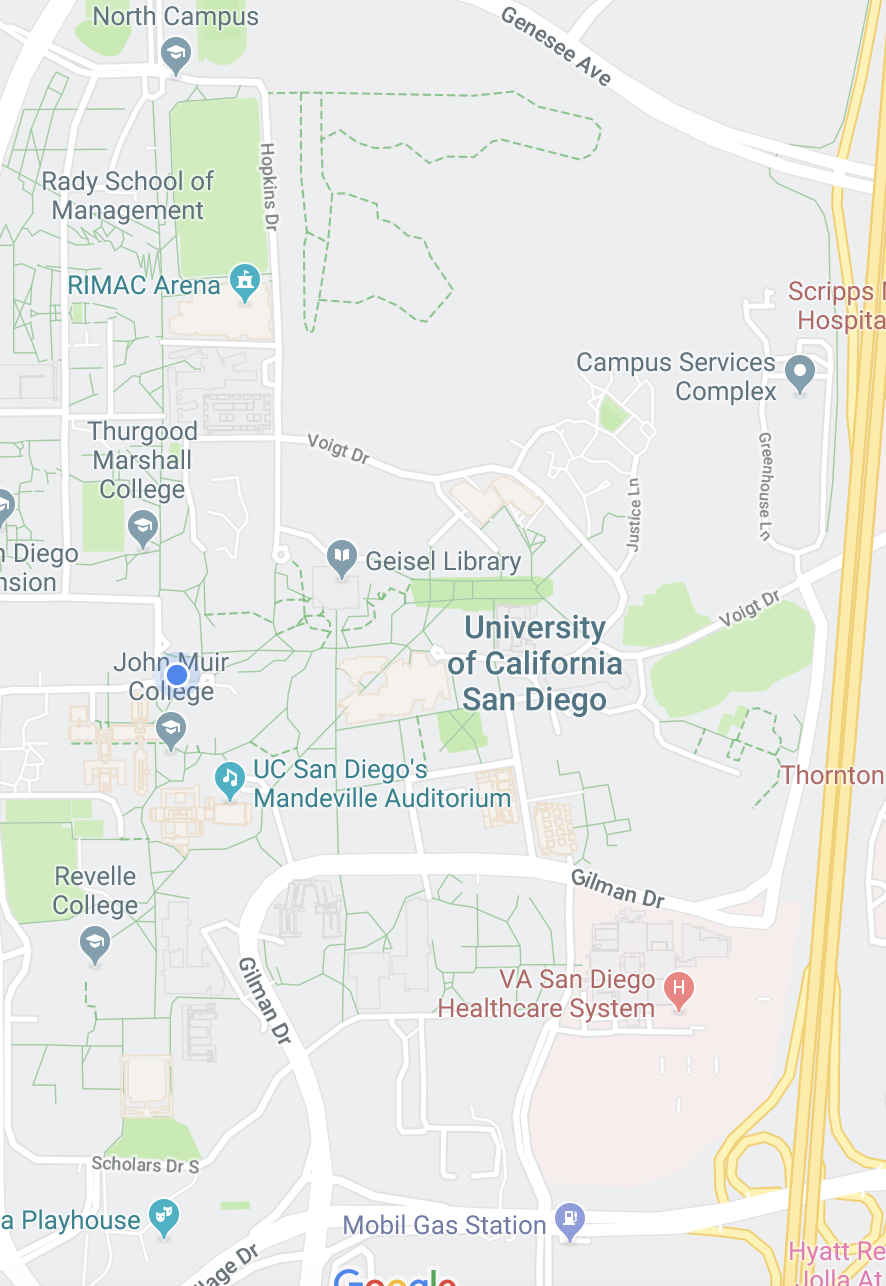 North Campus
Genesee Ave
Hopkins Dr
Rady School of
Management
RIMAC Arena
Scripps M
Hospita
Campus Services
Complex
Thurgood
Marshall
College
Voigt Dr
Greenhouse Ln
Justice Ln
n Diego
nsion
Geisel Library
Voigt Dr
University
of California
San Diego
John Muir
College
UC San Diego's
Mandeville Auditorium
Thornton
Revelle
College
Gilman Dr
Gilman Dr
VA San Diego
Healthcare System
H
Scholars Dr S
a Playhouse
Mobil Gas Station
llage Dr
Hyatt Re
Jolla At
Google